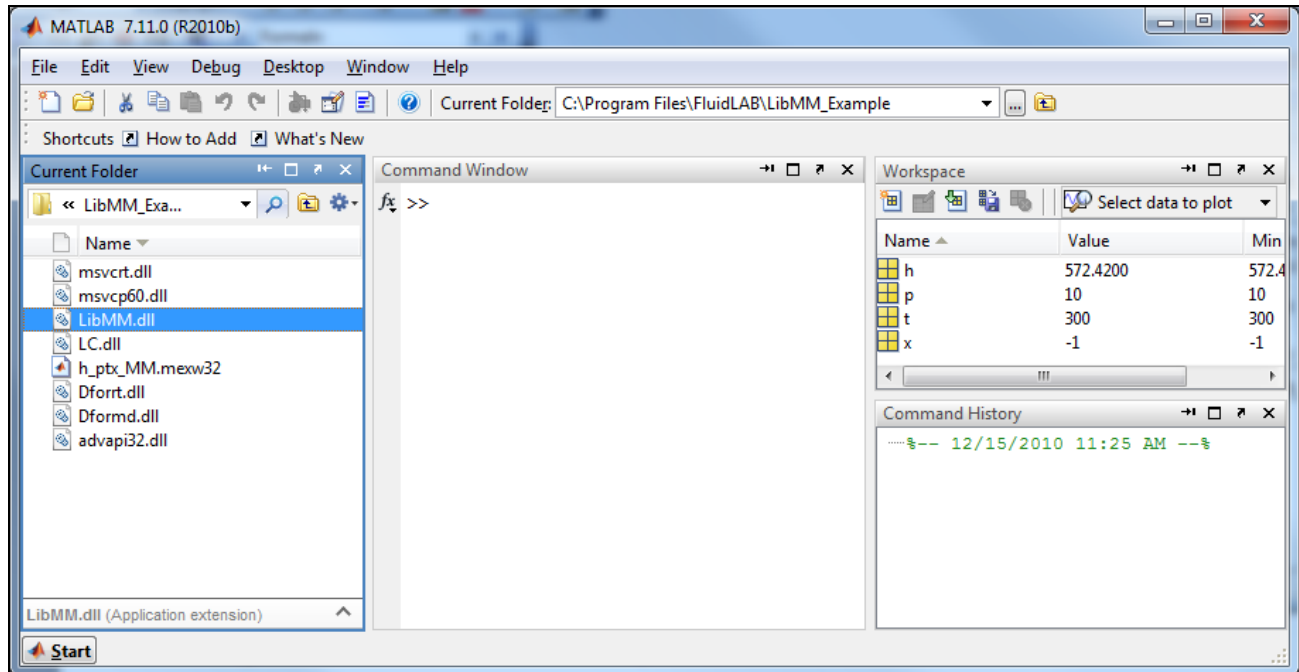 MATLAB 7.11.0 (R2010b)
File Edit View Debug Desktop Window Help
Current Folder: C:\Program Files\FluidLAB\LibMM_Example
Shortcuts How to Add What's New
Current Folder
« LibMM_Exa...
Name
msvcrt.dll
msvcp60.dll
LibMM.dll
LC.dll
h_ptx_MM.mexw32
Dforrt.dll
Dformd.dll
advapi32.dll
LibMM.dll (Application extension)
Command Window
fx >>
Workspace
Select data to plot
Name Value Min
h 572.4200 572.4
p 10 10
t 300 300
x -1 -1
Command History
%-- 12/15/2010 11:25 AM --%
Start